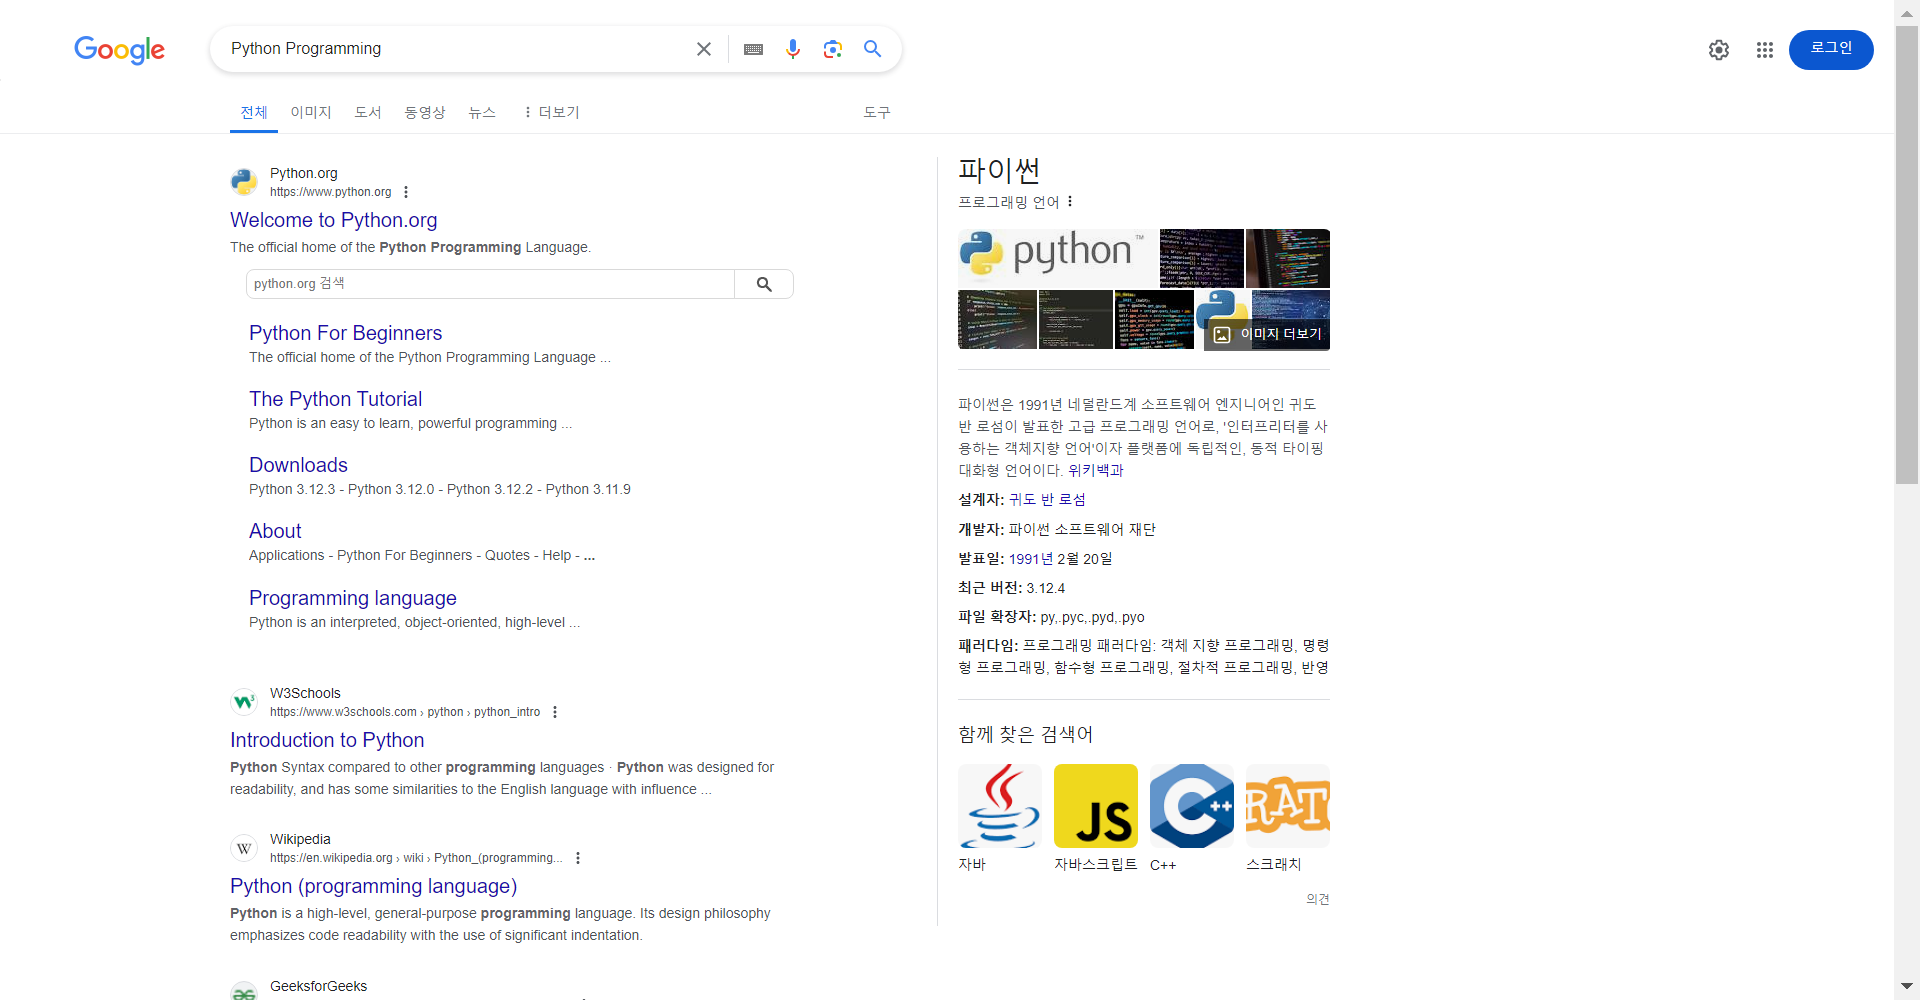 Google
Python Programming
로그인
전체
이미지
도서
동영상
뉴스
더보기
도구
Python.org
https://www.python.org
Welcome to Python.org
The official home of the Python Programming Language.
python.org 검색
Python For Beginners
The official home of the Python Programming Language ...
The Python Tutorial
Python is an easy to learn, powerful programming ...
Downloads
Python 3.12.3 - Python 3.12.0 - Python 3.12.2 - Python 3.11.9
About
Applications - Python For Beginners - Quotes - Help - ...
Programming language
Python is an interpreted, object-oriented, high-level ...
W3Schools
https://www.w3schools.com › python › python_intro
Introduction to Python
Python Syntax compared to other programming languages · Python was designed for
readability, and has some similarities to the English language with influence ...
Wikipedia
https://en.wikipedia.org › wiki › Python_(programming...
Python (programming language)
Python is a high-level, general-purpose programming language. Its design philosophy
emphasizes code readability with the use of significant indentation.
GeeksforGeeks
파이썬
프로그래밍 언어
python™
이미지 더보기
파이썬은 1991년 네덜란드계 소프트웨어 엔지니어인 귀도
반 로섬이 발표한 고급 프로그래밍 언어로, '인터프리터를 사
용하는 객체지향 언어'이자 플랫폼에 독립적인, 동적 타이핑
대화형 언어이다. 위키백과
설계자: 귀도 반 로섬
개발자: 파이썬 소프트웨어 재단
발표일: 1991년 2월 20일
최근 버전: 3.12.4
파일 확장자: py,.pyc,.pyd,.pyo
패러다임: 프로그래밍 패러다임: 객체 지향 프로그래밍, 명령
형 프로그래밍, 함수형 프로그래밍, 절차적 프로그래밍, 반영
함께 찾은 검색어
JS
C++
RAT
자바
자바스크립트
C++
스크래치
의견